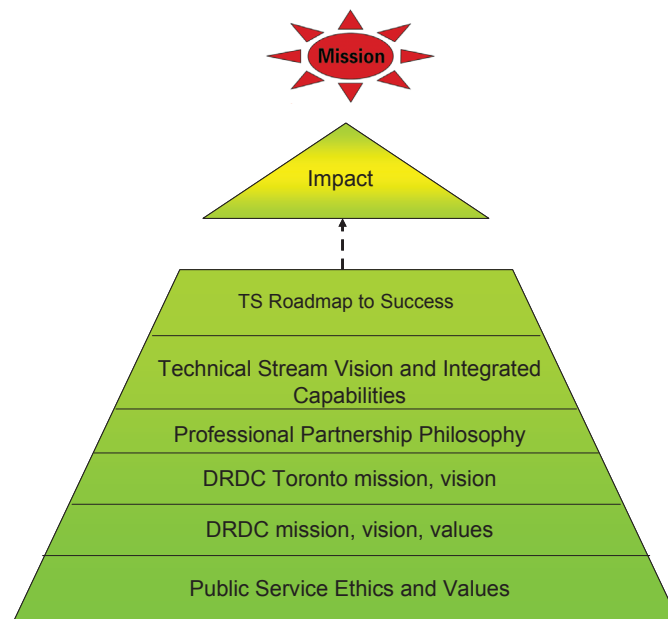 Mission
Impact
TS Roadmap to Success
Technical Stream Vision and Integrated
Capabilities
Professional Partnership Philosophy
DRDC Toronto mission, vision
DRDC mission, vision, values
Public Service Ethics and Values